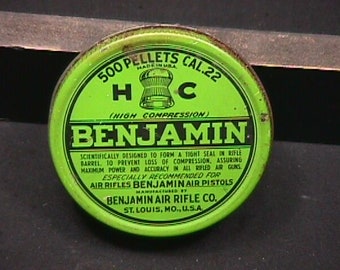 500 PELLETS CAL. 22
MADE IN U.S.A.
H C
(HIGH COMPRESSION)
BENJAMIN
SCIENTIFICALLY DESIGNED TO FORM A TIGHT SEAL IN RIFLE
BARREL, TO PREVENT LOSS OF COMPRESSION, ASSURING
MAXIMUM POWER AND ACCURACY IN ALL RIFLED AIR GUNS.
ESPECIALLY RECOMMENDED FOR
AIR RIFLES BENJAMIN AIR PISTOLS
MANUFACTURED BY
BENJAMIN AIR RIFLE CO.
ST. LOUIS, MO., U.S.A.